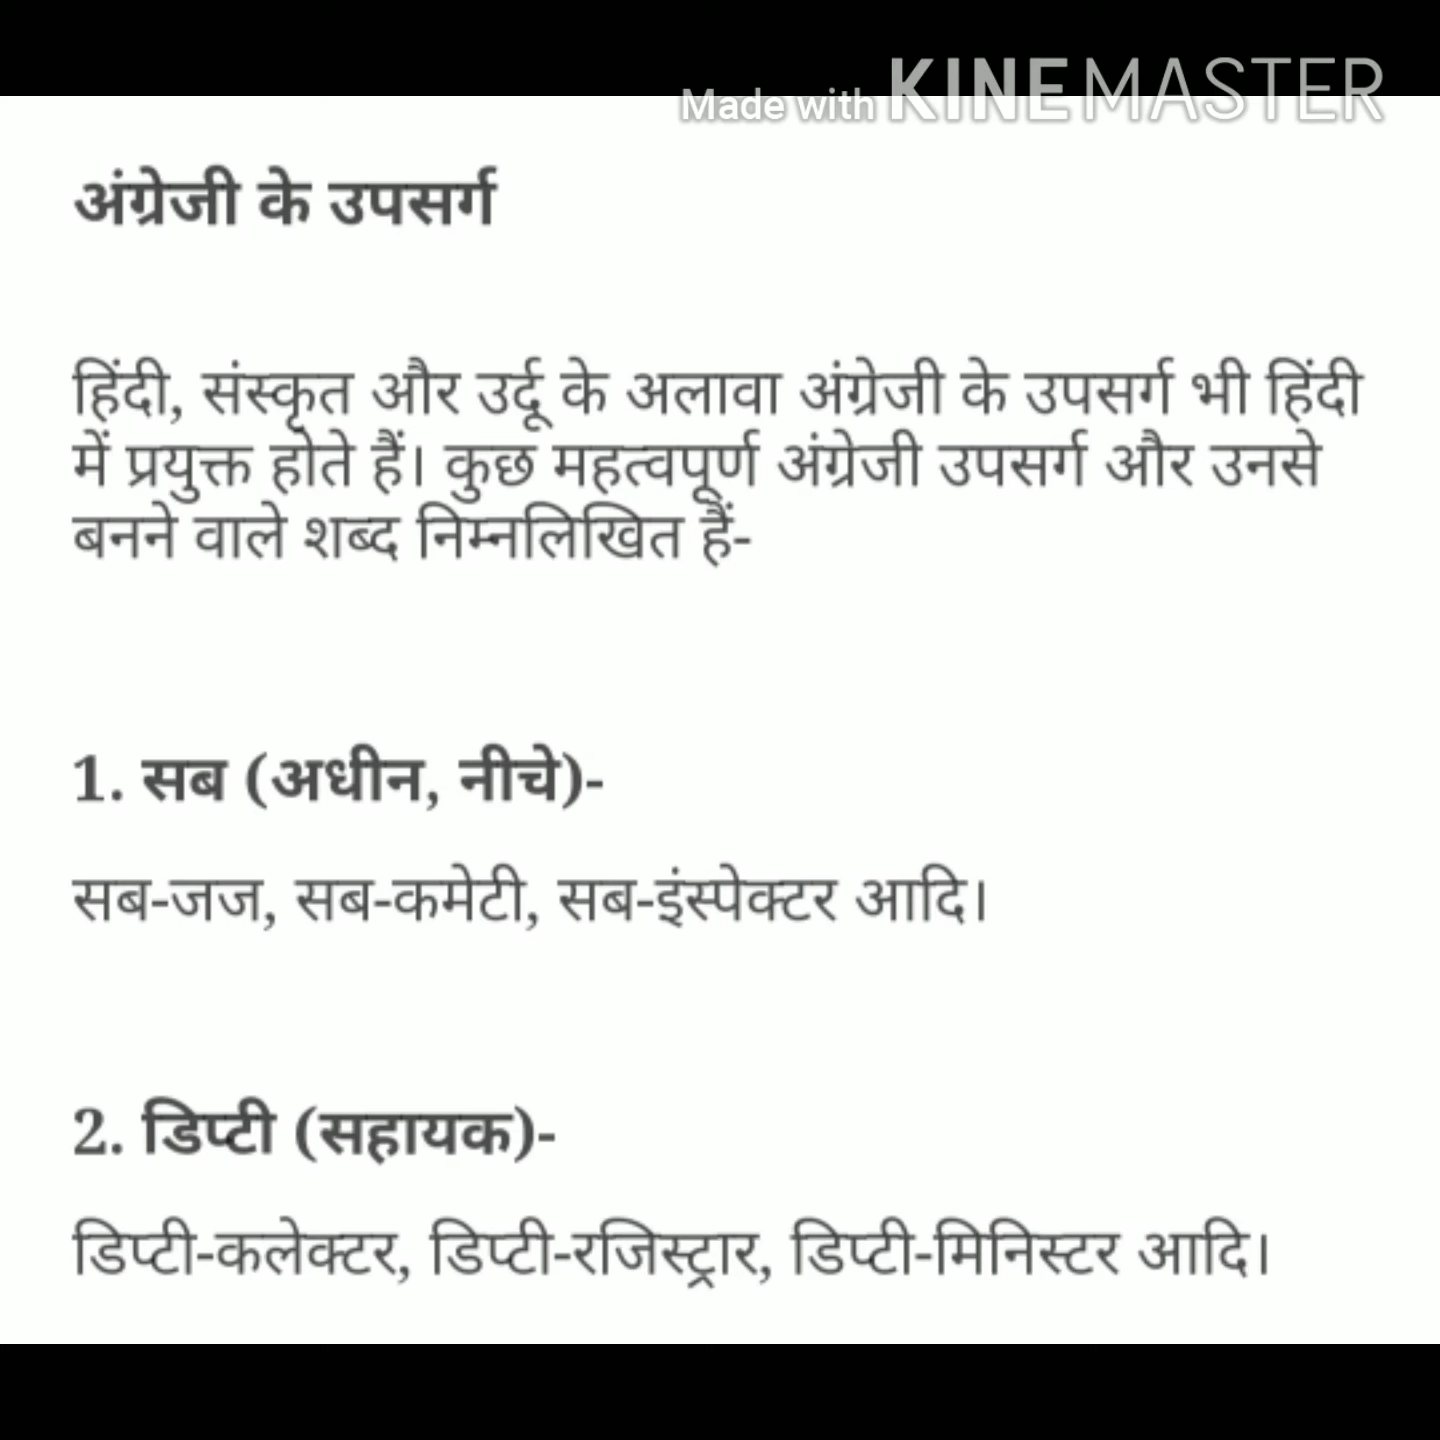 Made with KINEMASTER
अंग्रेजी के उपसर्ग
हिंदी, संस्कृत और उर्दू के अलावा अंग्रेजी के उपसर्ग भी हिंदी
में प्रयुक्त होते हैं। कुछ महत्वपूर्ण अंग्रेजी उपसर्ग और उनसे
बनने वाले शब्द निम्नलिखित हैं-
1. सब (अधीन, नीचे)-
सब-जज, सब-कमेटी, सब-इंस्पेक्टर आदि।
2. डिप्टी (सहायक)-
डिप्टी-कलेक्टर, डिप्टी-रजिस्ट्रार, डिप्टी-मिनिस्टर आदि।